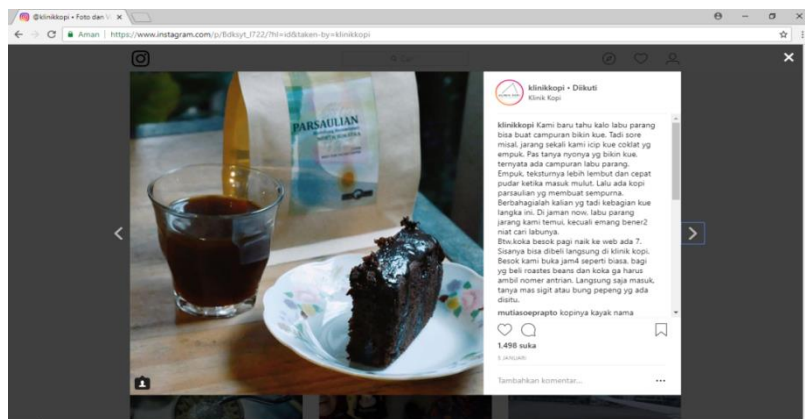 @klinikkopi • Foto dan V
Aman | https://www.instagram.com/p/Bdksyt_l722/?hl=id&taken-by=klinikkopi
klinikkopi • Diikuti
Klinik Kopi
PARSAULIAN
klinikkopi Kami baru tahu kalo labu parang
bisa buat campuran bikin kue. Tadi sore
misal, jarang sekali kami icip kue coklat yg
empuk. Pas tanya nyonya yg bikin kue,
ternyata ada campuran labu parang.
Empuk, teksturnya lebih lembut dan cepat
pudar ketika masuk mulut. Lalu ada kopi
parsaulian yg membuat sempurna.
Berbahagialah kalian yg tadi kebagian kue
langka ini. Di jaman now, labu parang
jarang kami temui, kecuali emang bener2
niat cari labunya.
Btw,koka besok pagi naik ke web ada 7.
Sisanya bisa dibeli langsung di klinik kopi.
Besok kami buka jam4 seperti biasa, bagi
yg beli roastes beans dan koka ga harus
ambil nomer antrian. Langsung saja masuk,
tanya mas sigit atau bung pepeng yg ada
disitu.
mutiasoeprapto kopinya kayak nama
1.498 suka
5 JANUARI
Tambahkan komentar...